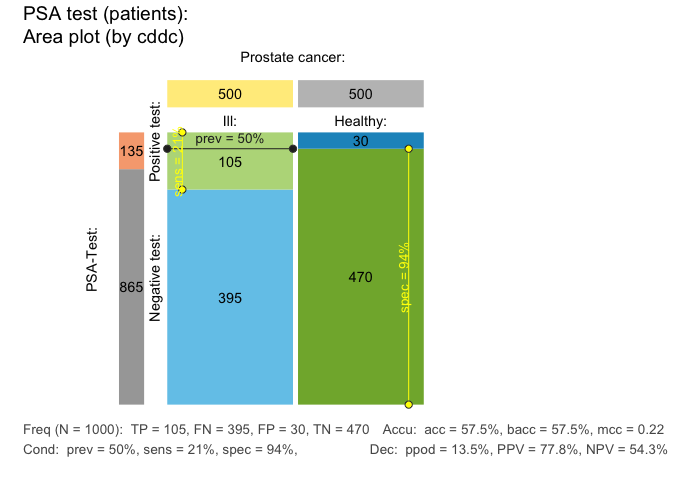 PSA test (patients):
Area plot (by cddc)
Prostate cancer:
500
500
Ill:
Healthy:
PSA-Test:
135
865
Positive test:
Negative test:
prev = 50%
sens = 21%
105
30
395
470
spec = 94%
Freq (N = 1000):  TP = 105, FN = 395, FP = 30, TN = 470    Accu:  acc = 57.5%, bacc = 57.5%, mcc = 0.22
Cond:  prev = 50%, sens = 21%, spec = 94%,    Dec:  ppod = 13.5%, PPV = 77.8%, NPV = 54.3%